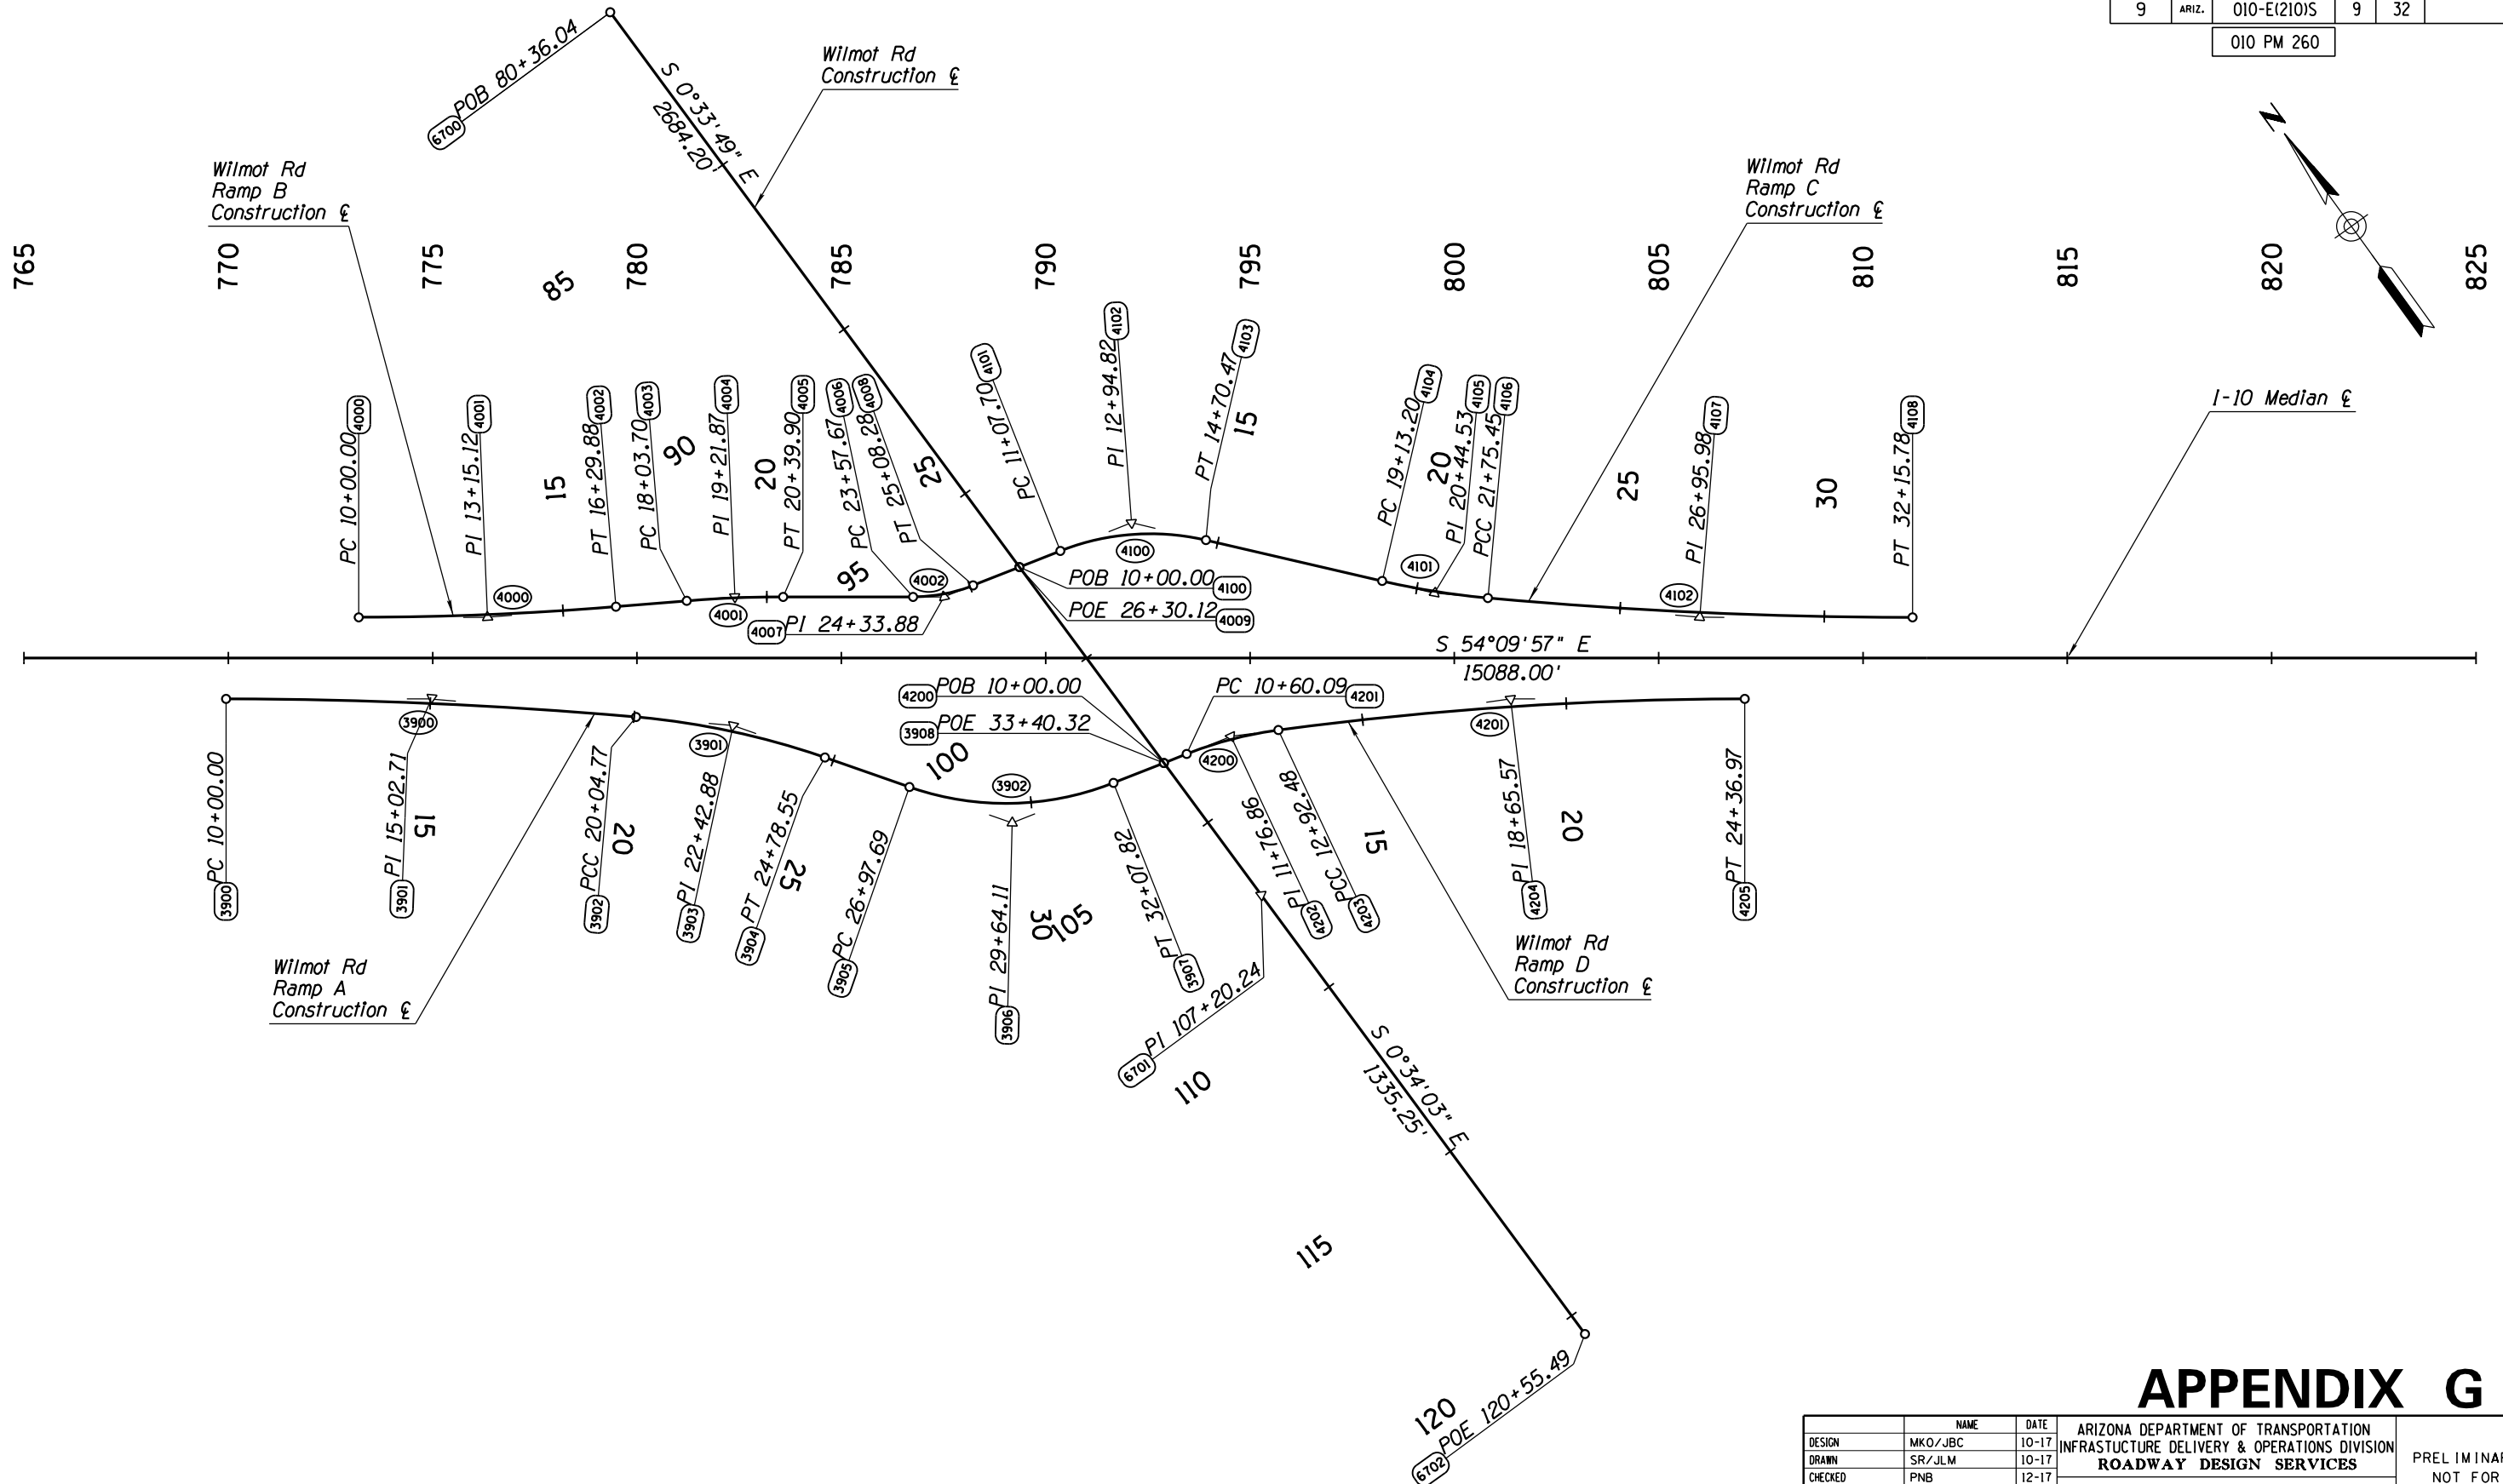 9 ARIZ. 010-E(210)S 9 32
010 PM 260
POB 80+36.04
6700
S 0°33'49" E
2684.20'
Wilmot Rd
Construction ℄
Wilmot Rd
Ramp B
Construction ℄
Wilmot Rd
Ramp C
Construction ℄
N
765 770 775 780 785 790 795 800 805 810 815 820 825
85
90
95
I-10 Median ℄
PC 10+00.00 4000
PI 13+15.12 4001
15
PT 16+29.88 4002
PC 18+03.70 4003
PI 19+21.87 4004
20
PT 20+39.90 4005
PC 23+57.67 4006
PT 25+08.28 4008
25
PC 11+07.70 4101
PI 12+94.82 4102
PT 14+70.47 4103
15
PC 19+13.20 4104
20
PI 20+44.53 4105
PCC 21+75.45 4106
25
PI 26+95.98 4107
30
PT 32+15.78 4108
4000
4001
4002
4100
4101
4102
4007 PI 24+33.88
POB 10+00.00 4100
POE 26+30.12 4009
S 54°09'57" E
15088.00'
4200 POB 10+00.00
3908 POE 33+40.32
PC 10+60.09 4201
3900
3901
3902
4200
4201
100
105
PC 10+00.00 3900
PI 15+02.71 3901
15
PCC 20+04.77 3902
20
PI 22+42.88 3903
PT 24+78.55 3904
25
PC 26+97.69 3905
PI 29+64.11 3906
30
PT 32+07.82 3907
PI 11+76.86 4202
PCC 12+92.48 4203
15
PI 18+65.57 4204
20
PT 24+36.97 4205
Wilmot Rd
Ramp A
Construction ℄
Wilmot Rd
Ramp D
Construction ℄
PI 107+20.24
6701
110
S 0°34'03" E
1335.25'
115
120
POE 120+55.49
6702
APPENDIX G
NAME DATE
DESIGN MKO/JBC 10-17
DRAWN SR/JLM 10-17
CHECKED PNB 12-17
ARIZONA DEPARTMENT OF TRANSPORTATION
INFRASTUCTURE DELIVERY & OPERATIONS DIVISION
ROADWAY DESIGN SERVICES
NOT FOR